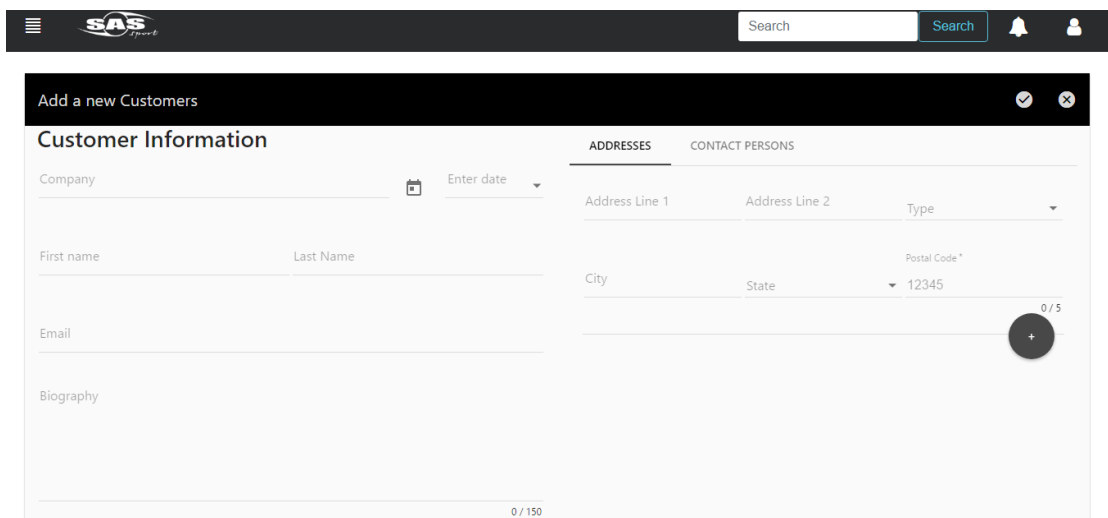 SAS
sport
Search
Search
Add a new Customers
Customer Information
Company
Enter date
First name
Last Name
Email
Biography
0 / 150
ADDRESSES
CONTACT PERSONS
Address Line 1
Address Line 2
Type
City
State
Postal Code *
12345
0 / 5
+